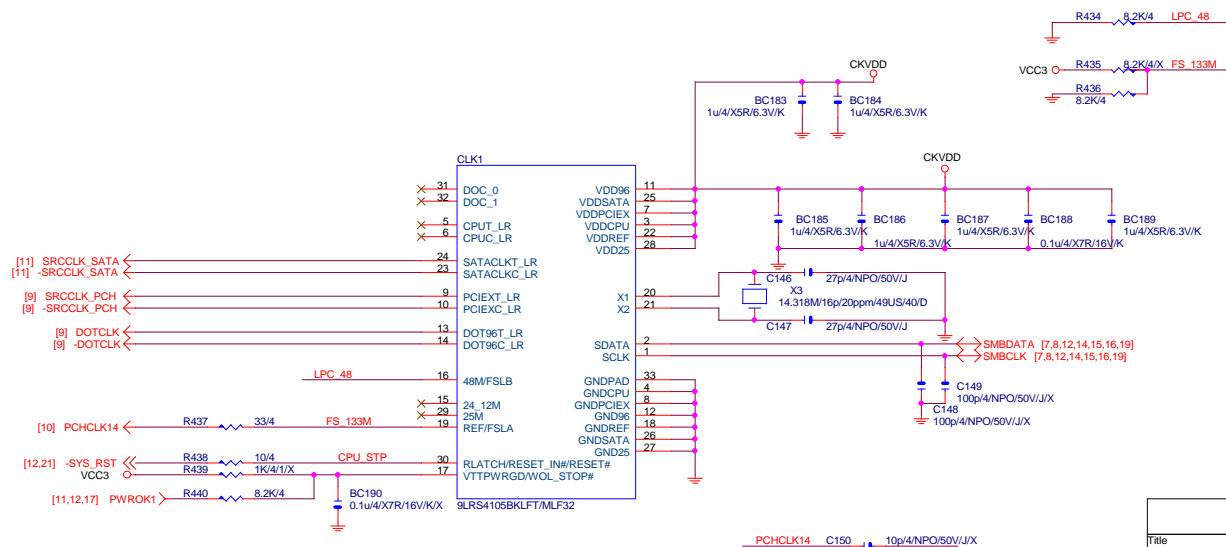 R434 8.2K/4 LPC_48
VCC3 R435 8.2K/4/X FS_133M
R436
8.2K/4
CKVDD
BC183
1u/4/X5R/6.3V/K
BC184
1u/4/X5R/6.3V/K
CLK1
CKVDD
31 DOC_0
32 DOC_1
5 CPUT_LR
6 CPUC_LR
[11] SRCCLK_SATA 24 SATACLKT_LR
[11] -SRCCLK_SATA 23 SATACLKC_LR
[9] SRCCLK_PCH 9 PCIEXT_LR
[9] -SRCCLK_PCH 10 PCIEXC_LR
[9] DOTCLK 13 DOT96T_LR
[9] -DOTCLK 14 DOT96C_LR
LPC_48 16 48M/FSLB
15 24_12M
29 25M
[10] PCHCLK14 R437 33/4 FS_133M 19 REF/FSLA
[12,21] -SYS_RST R438 10/4 CPU_STP 30 RLATCH/RESET_IN#/RESET#
VCC3 R439 1K/4/1/X 17 VTTPWRGD/WOL_STOP#
[11,12,17] PWROK1 R440 8.2K/4
BC190
0.1u/4/X7R/16V/K/X
9LRS4105BKLFT/MLF32
VDD96 11
VDDSATA 25
VDDPCIEX 7
VDDCPU 3
VDDREF 22
VDD25 28
BC185
1u/4/X5R/6.3V/K
BC186
1u/4/X5R/6.3V/K
BC187
1u/4/X5R/6.3V/K
BC188
0.1u/4/X7R/16V/K
BC189
1u/4/X5R/6.3V/K
C146 27p/4/NPO/50V/J
X1 20
X2 21
X3
14.318M/16p/20ppm/49US/40/D
C147 27p/4/NPO/50V/J
SDATA 2 SMBDATA [7,8,12,14,15,16,19]
SCLK 1 SMBCLK [7,8,12,14,15,16,19]
GNDPAD 33
GNDCPU 4
GNDPCIEX 8
GND96 12
GNDREF 18
GNDSATA 26
GND25 27
C149
100p/4/NPO/50V/J/X
C148
100p/4/NPO/50V/J/X
PCHCLK14 C150 10p/4/NPO/50V/J/X
Title